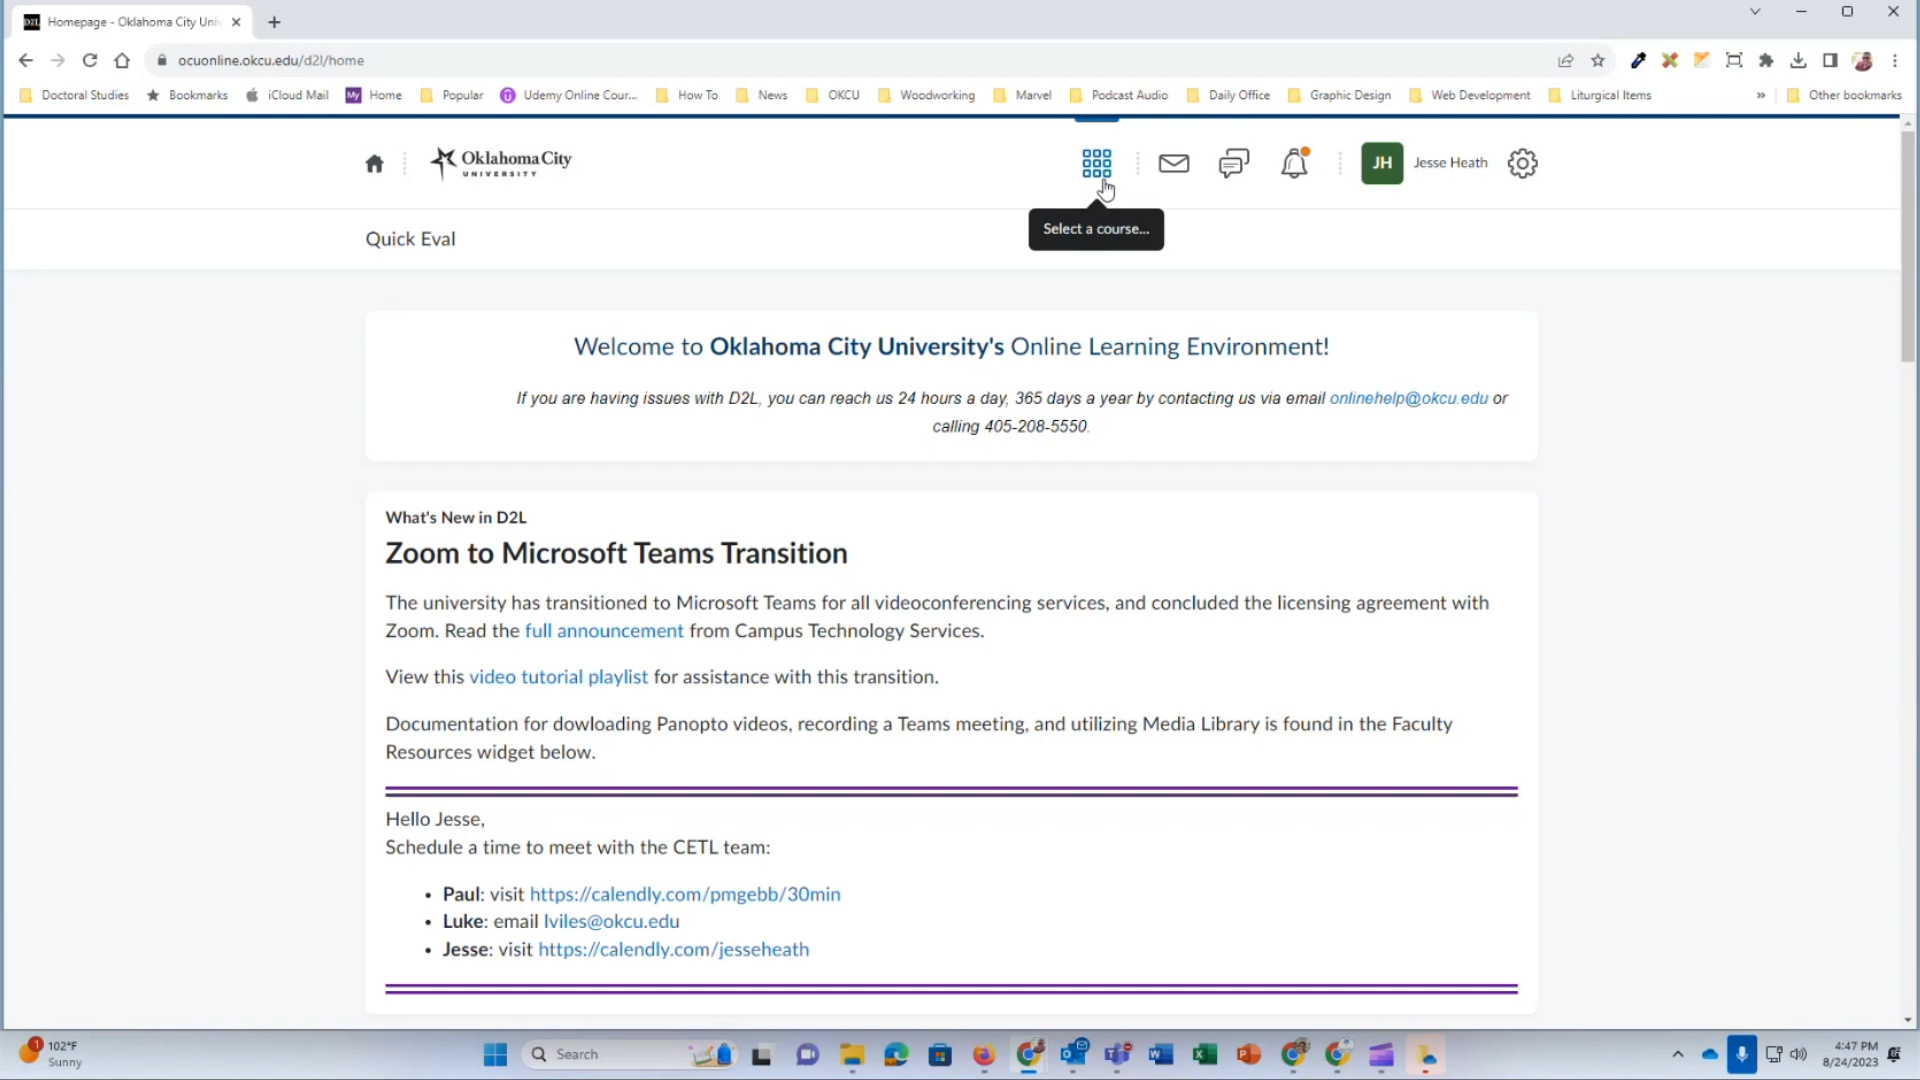 Homepage - Oklahoma City Uni
ocuonline.okcu.edu/d2l/home
Doctoral Studies
Bookmarks
iCloud Mail
My Home
Popular
Udemy Online Cour...
How To
News
OKCU
Woodworking
Marvel
Podcast Audio
Daily Office
Graphic Design
Web Development
Liturgical Items
Other bookmarks
Oklahoma City
UNIVERSITY
JH Jesse Heath
Select a course...
Quick Eval
Welcome to Oklahoma City University's Online Learning Environment!
If you are having issues with D2L, you can reach us 24 hours a day, 365 days a year by contacting us via email onlinehelp@okcu.edu or
calling 405-208-5550.
What's New in D2L
Zoom to Microsoft Teams Transition
The university has transitioned to Microsoft Teams for all videoconferencing services, and concluded the licensing agreement with
Zoom. Read the full announcement from Campus Technology Services.
View this video tutorial playlist for assistance with this transition.
Documentation for dowloading Panopto videos, recording a Teams meeting, and utilizing Media Library is found in the Faculty
Resources widget below.
Hello Jesse,
Schedule a time to meet with the CETL team:
• Paul: visit https://calendly.com/pmgebb/30min
• Luke: email lviles@okcu.edu
• Jesse: visit https://calendly.com/jesseheath
1
102°F
Sunny
Search
4:47 PM
8/24/2023